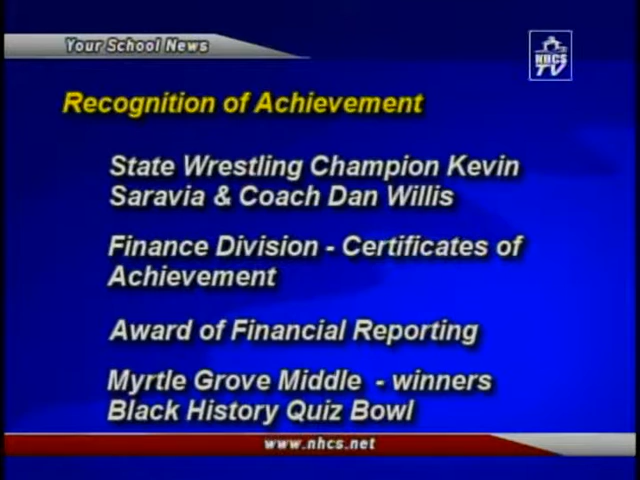 Your School News
NHCS
TV
Recognition of Achievement
State Wrestling Champion Kevin
Saravia & Coach Dan Willis
Finance Division - Certificates of
Achievement
Award of Financial Reporting
Myrtle Grove Middle - winners
Black History Quiz Bowl
www.nhcs.net